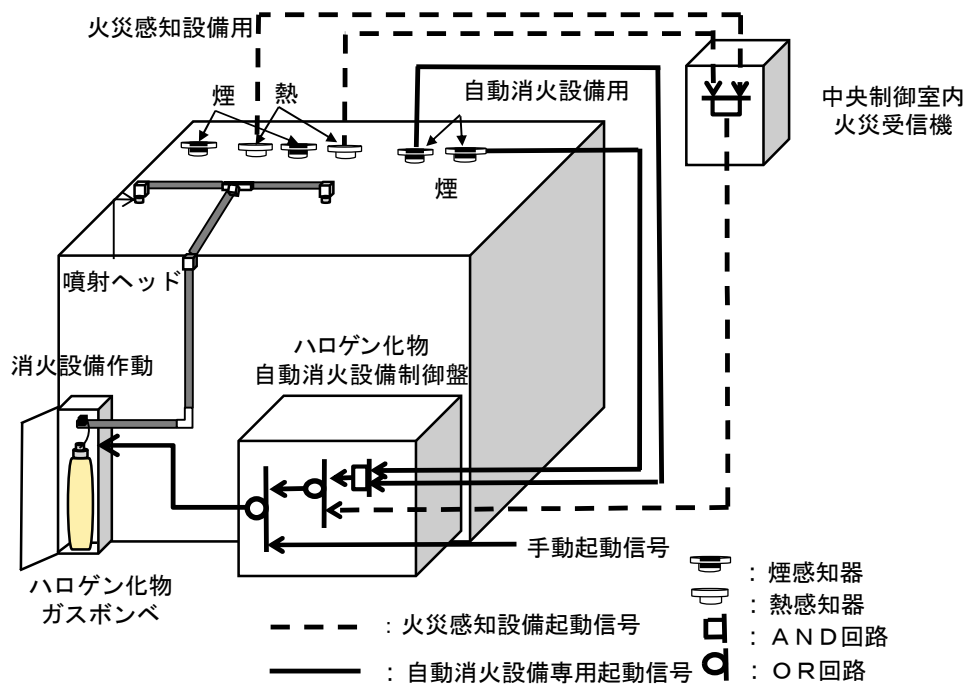 火災感知設備用
煙
熱
自動消火設備用
中央制御室内
火災受信機
煙
噴射ヘッド
消火設備作動
ハロゲン化物
自動消火設備制御盤
手動起動信号
ハロゲン化物
ガスボンベ
：煙感知器
：熱感知器
：火災感知設備起動信号
：ＡＮＤ回路
：自動消火設備専用起動信号
：ＯＲ回路